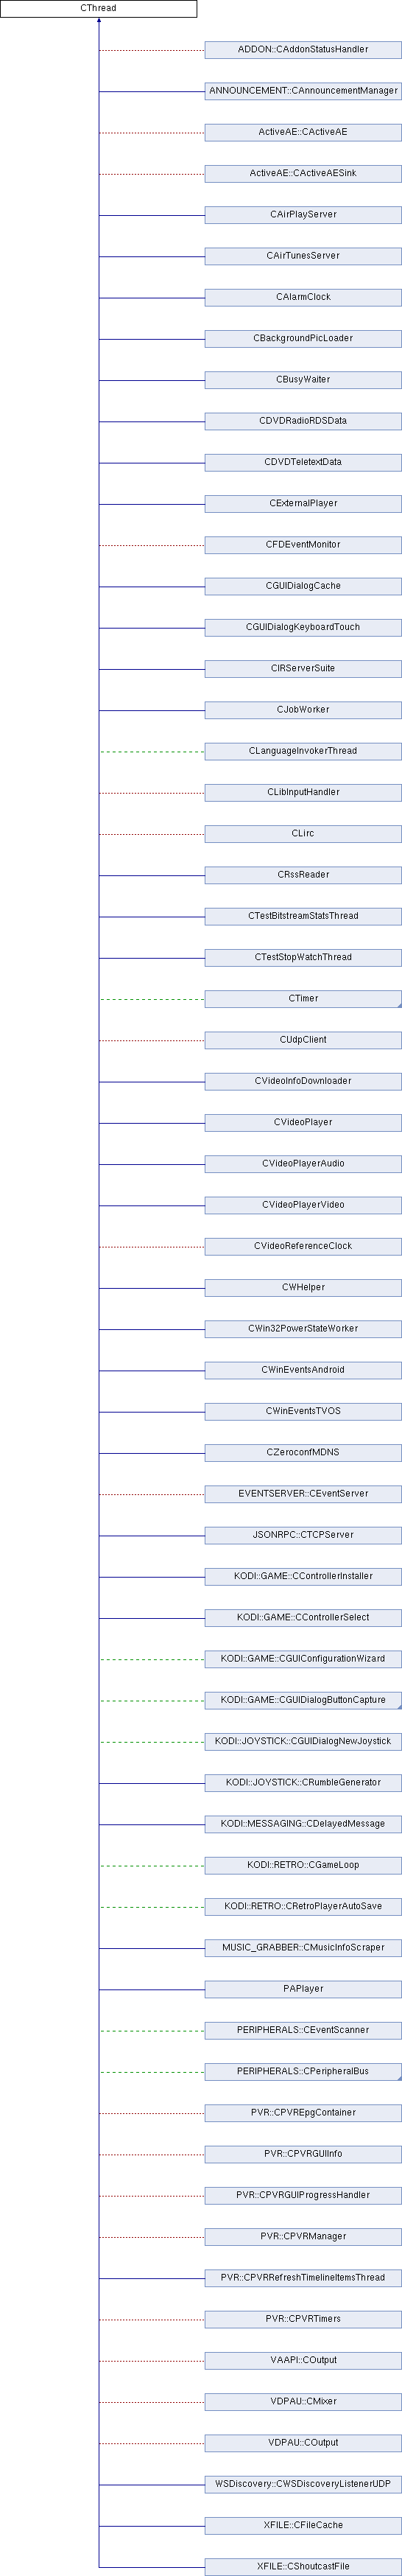 CThread
ADDON::CAddonStatusHandler
ANNOUNCEMENT::CAnnouncementManager
ActiveAE::CActiveAE
ActiveAE::CActiveAESink
CAirPlayServer
CAirTunesServer
CAlarmClock
CBackgroundPicLoader
CBusyWaiter
CDVDRadioRDSData
CDVDTeletextData
CExternalPlayer
CFDEventMonitor
CGUIDialogCache
CGUIDialogKeyboardTouch
CIRServerSuite
CJobWorker
CLanguageInvokerThread
CLibInputHandler
CLirc
CRssReader
CTestBitstreamStatsThread
CTestStopWatchThread
CTimer
CUdpClient
CVideoInfoDownloader
CVideoPlayer
CVideoPlayerAudio
CVideoPlayerVideo
CVideoReferenceClock
CWHelper
CWin32PowerStateWorker
CWinEventsAndroid
CWinEventsTVOS
CZeroconfMDNS
EVENTSERVER::CEventServer
JSONRPC::CTCPServer
KODI::GAME::CControllerInstaller
KODI::GAME::CControllerSelect
KODI::GAME::CGUIConfigurationWizard
KODI::GAME::CGUIDialogButtonCapture
KODI::JOYSTICK::CGUIDialogNewJoystick
KODI::JOYSTICK::CRumbleGenerator
KODI::MESSAGING::CDelayedMessage
KODI::RETRO::CGameLoop
KODI::RETRO::CRetroPlayerAutoSave
MUSIC_GRABBER::CMusicInfoScraper
PAPlayer
PERIPHERALS::CEventScanner
PERIPHERALS::CPeripheralBus
PVR::CPVREpgContainer
PVR::CPVRGUIInfo
PVR::CPVRGUIProgressHandler
PVR::CPVRManager
PVR::CPVRRefreshTimelineItemsThread
PVR::CPVRTimers
VAAPI::COutput
VDPAU::CMixer
VDPAU::COutput
WSDiscovery::CWSDiscoveryListenerUDP
XFILE::CFileCache
XFILE::CShoutcastFile